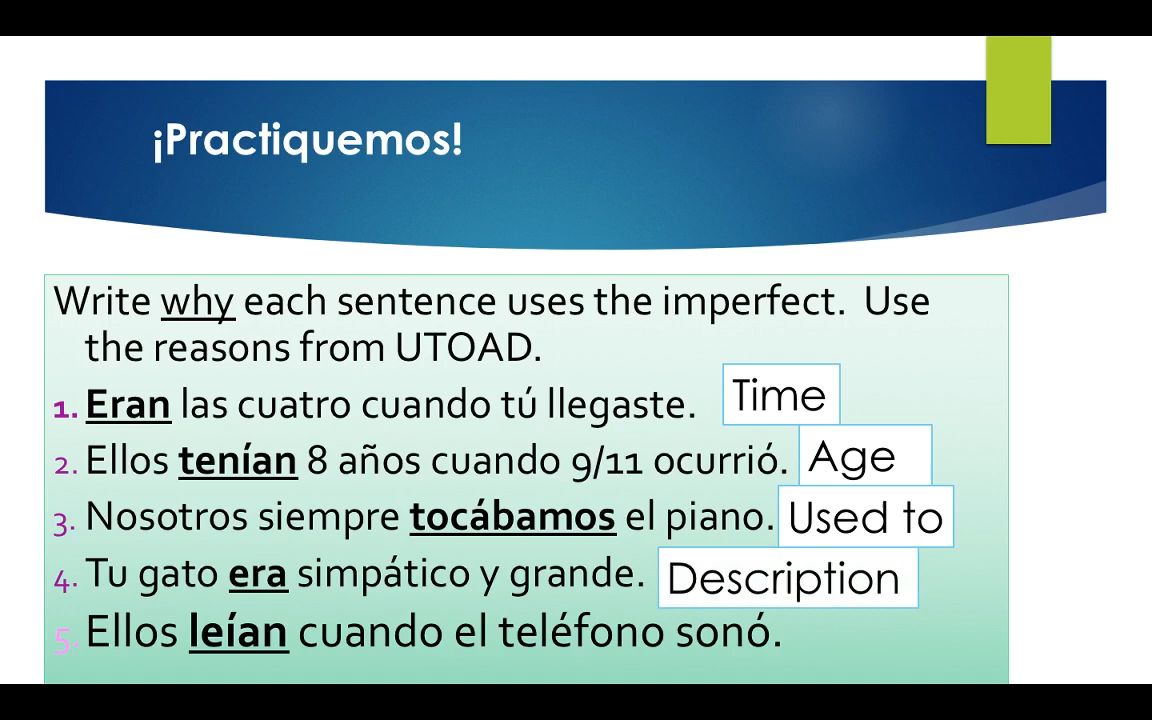 ¡Practiquemos!
Write why each sentence uses the imperfect. Use
the reasons from UTOAD.
1. Eran las cuatro cuando tú llegaste. Time
2. Ellos tenían 8 años cuando 9/11 ocurrió. Age
3. Nosotros siempre tocábamos el piano. Used to
4. Tu gato era simpático y grande. Description
5. Ellos leían cuando el teléfono sonó.